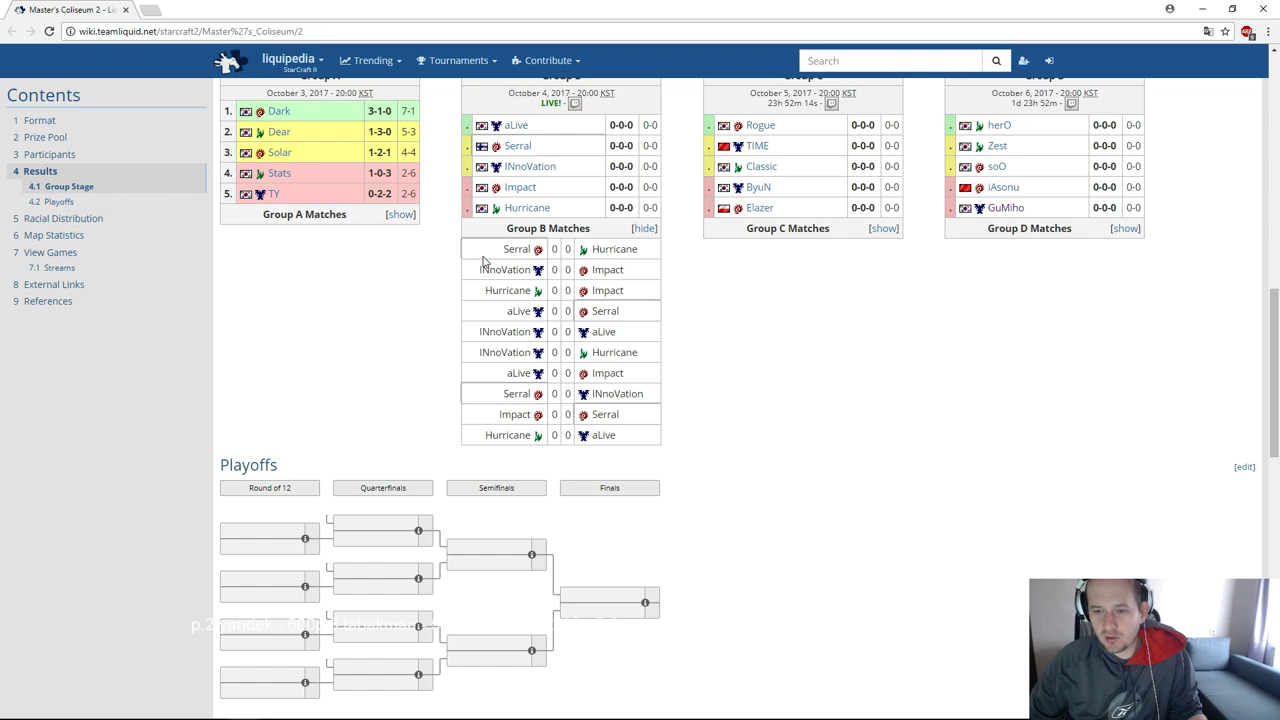 Master's Coliseum 2 - Li
wiki.teamliquid.net/starcraft2/Master%27s_Coliseum/2
liquipedia
StarCraft II
Trending
Tournaments
Contribute
Search
Contents
1 Format
2 Prize Pool
3 Participants
4 Results
4.1 Group Stage
4.2 Playoffs
5 Racial Distribution
6 Map Statistics
7 View Games
7.1 Streams
8 External Links
9 References
October 3, 2017 - 20:00 KST
1. Dark 3-1-0 7-1
2. Dear 1-3-0 5-3
3. Solar 1-2-1 4-4
4. Stats 1-0-3 2-6
5. TY 0-2-2 2-6
Group A Matches [show]
October 4, 2017 - 20:00 KST
LIVE! -
. aLive 0-0-0 0-0
. Serral 0-0-0 0-0
. INnoVation 0-0-0 0-0
. Impact 0-0-0 0-0
. Hurricane 0-0-0 0-0
Group B Matches [hide]
Serral 0 0 Hurricane
INnoVation 0 0 Impact
Hurricane 0 0 Impact
aLive 0 0 Serral
INnoVation 0 0 aLive
INnoVation 0 0 Hurricane
aLive 0 0 Impact
Serral 0 0 INnoVation
Impact 0 0 Serral
Hurricane 0 0 aLive
October 5, 2017 - 20:00 KST
23h 52m 14s -
. Rogue 0-0-0 0-0
. TIME 0-0-0 0-0
. Classic 0-0-0 0-0
. ByuN 0-0-0 0-0
. Elazer 0-0-0 0-0
Group C Matches [show]
October 6, 2017 - 20:00 KST
1d 23h 52m -
. herO 0-0-0 0-0
. Zest 0-0-0 0-0
. soO 0-0-0 0-0
. iAsonu 0-0-0 0-0
. GuMiho 0-0-0 0-0
Group D Matches [show]
Playoffs
[edit]
Round of 12 Quarterfinals Semifinals Finals